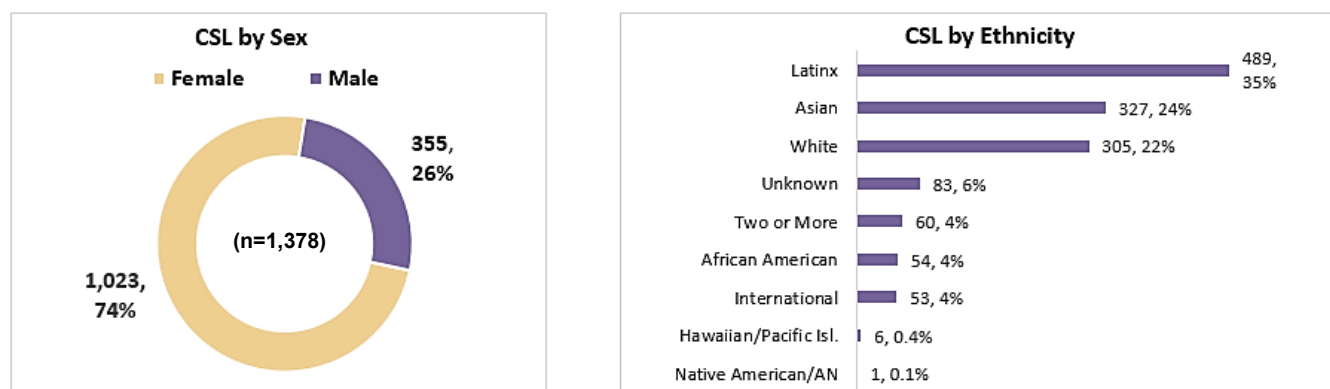 CSL by Sex
Female Male
355,
26%
(n=1,378)
1,023,
74%
CSL by Ethnicity
Latinx 489,
35%
Asian 327, 24%
White 305, 22%
Unknown 83, 6%
Two or More 60, 4%
African American 54, 4%
International 53, 4%
Hawaiian/Pacific Isl. 6, 0.4%
Native American/AN 1, 0.1%